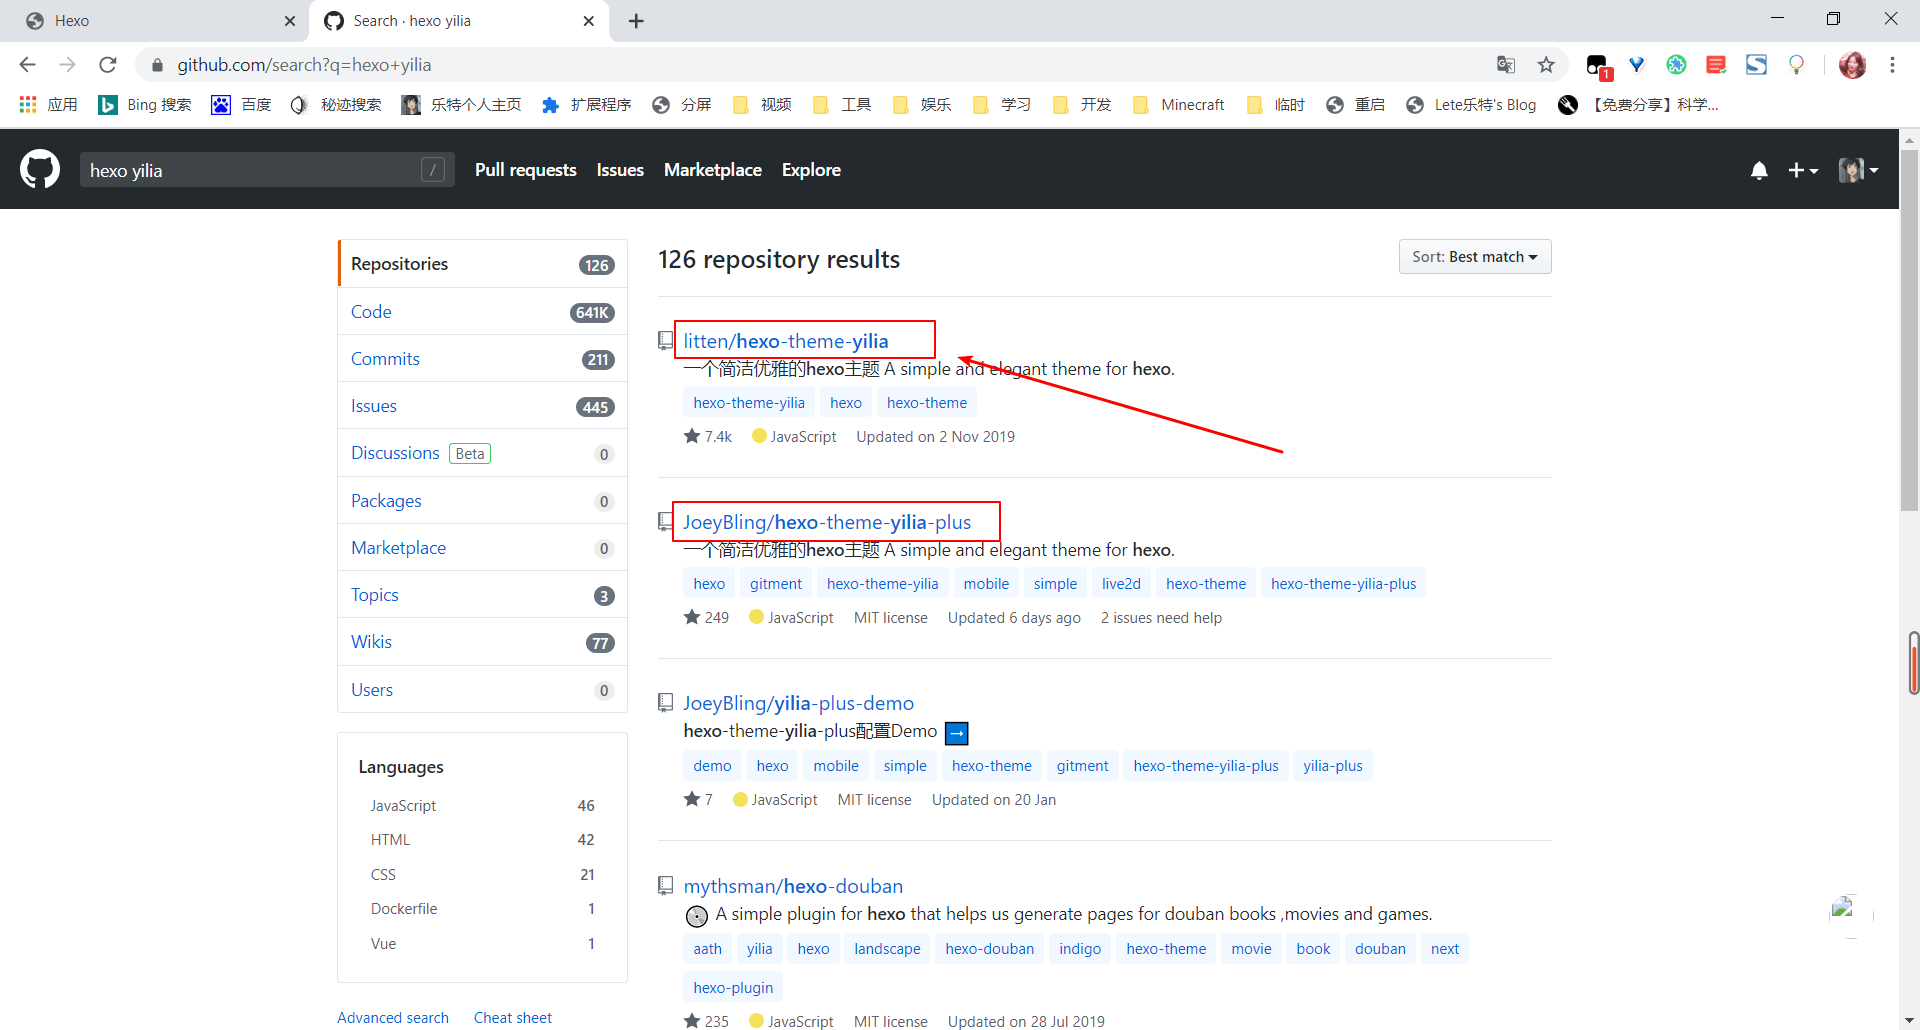 Hexo
Search · hexo yilia
github.com/search?q=hexo+yilia
1
应用
Bing 搜索
百度
秘迹搜索
乐特个人主页
扩展程序
分屏
视频
工具
娱乐
学习
开发
Minecraft
临时
重启
Lete乐特's Blog
【免费分享】科学...
hexo yilia
/
Pull requests
Issues
Marketplace
Explore
Repositories 126
Code 641K
Commits 211
Issues 445
Discussions Beta 0
Packages 0
Marketplace 0
Topics 3
Wikis 77
Users 0
Languages
JavaScript 46
HTML 42
CSS 21
Dockerfile 1
Vue 1
Advanced search Cheat sheet
126 repository results
Sort: Best match
litten/hexo-theme-yilia
一个简洁优雅的hexo主题 A simple and elegant theme for hexo.
hexo-theme-yilia hexo hexo-theme
7.4k JavaScript Updated on 2 Nov 2019
JoeyBling/hexo-theme-yilia-plus
一个简洁优雅的hexo主题 A simple and elegant theme for hexo.
hexo gitment hexo-theme-yilia mobile simple live2d hexo-theme hexo-theme-yilia-plus
249 JavaScript MIT license Updated 6 days ago 2 issues need help
JoeyBling/yilia-plus-demo
hexo-theme-yilia-plus配置Demo ➡
demo hexo mobile simple hexo-theme gitment hexo-theme-yilia-plus yilia-plus
7 JavaScript MIT license Updated on 20 Jan
mythsman/hexo-douban
A simple plugin for hexo that helps us generate pages for douban books ,movies and games.
aath yilia hexo landscape hexo-douban indigo hexo-theme movie book douban next
hexo-plugin
235 JavaScript MIT license Updated on 28 Jul 2019